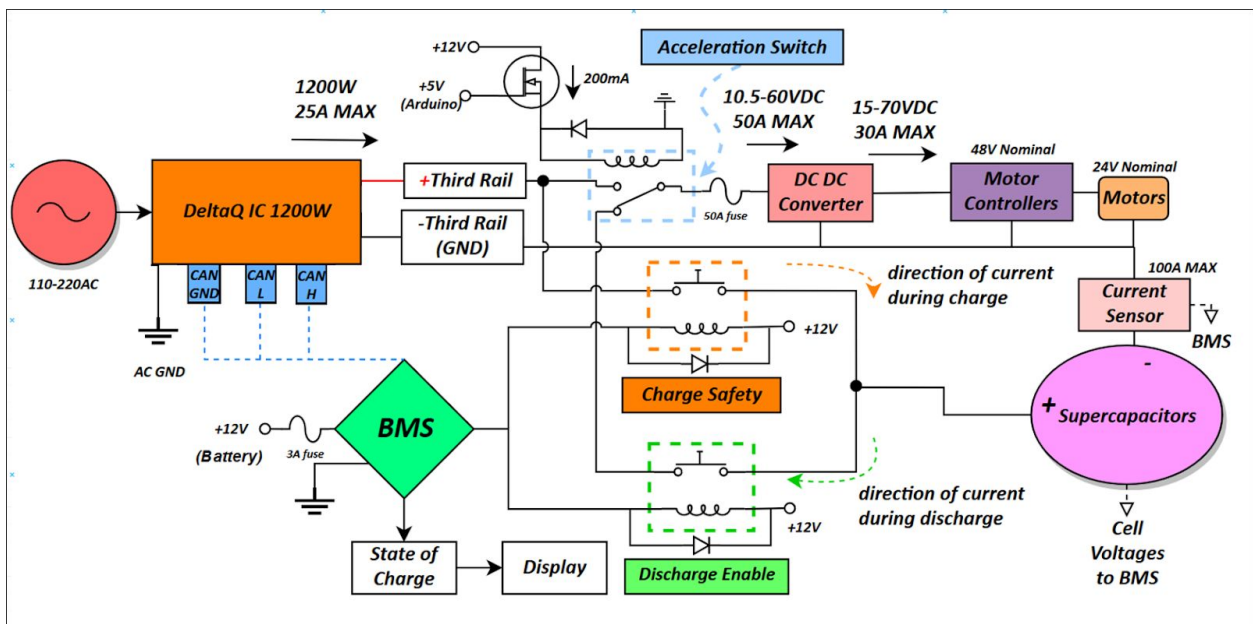 +12V
+5V
(Arduino)
200mA
Acceleration Switch
1200W
25A MAX
10.5-60VDC
50A MAX
15-70VDC
30A MAX
48V Nominal
24V Nominal
DeltaQ IC 1200W
+Third Rail
-Third Rail
(GND)
50A fuse
DC DC
Converter
Motor
Controllers
Motors
110-220AC
CAN
GND
CAN
L
CAN
H
AC GND
direction of current
during charge
100A MAX
Current
Sensor
BMS
+12V
Charge Safety
-
+
Supercapacitors
BMS
+12V
(Battery)
3A fuse
direction of current
during discharge
+12V
State of
Charge
Display
Discharge Enable
Cell
Voltages
to BMS